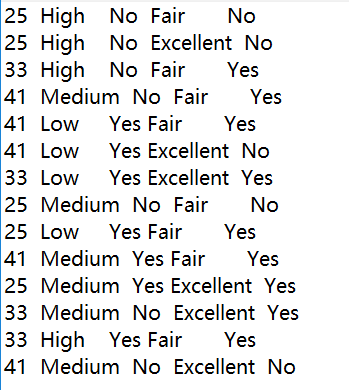 25 High No Fair No
25 High No Excellent No
33 High No Fair Yes
41 Medium No Fair Yes
41 Low Yes Fair Yes
41 Low Yes Excellent No
33 Low Yes Excellent Yes
25 Medium No Fair No
25 Low Yes Fair Yes
41 Medium Yes Fair Yes
25 Medium Yes Excellent Yes
33 Medium No Excellent Yes
33 High Yes Fair Yes
41 Medium No Excellent No